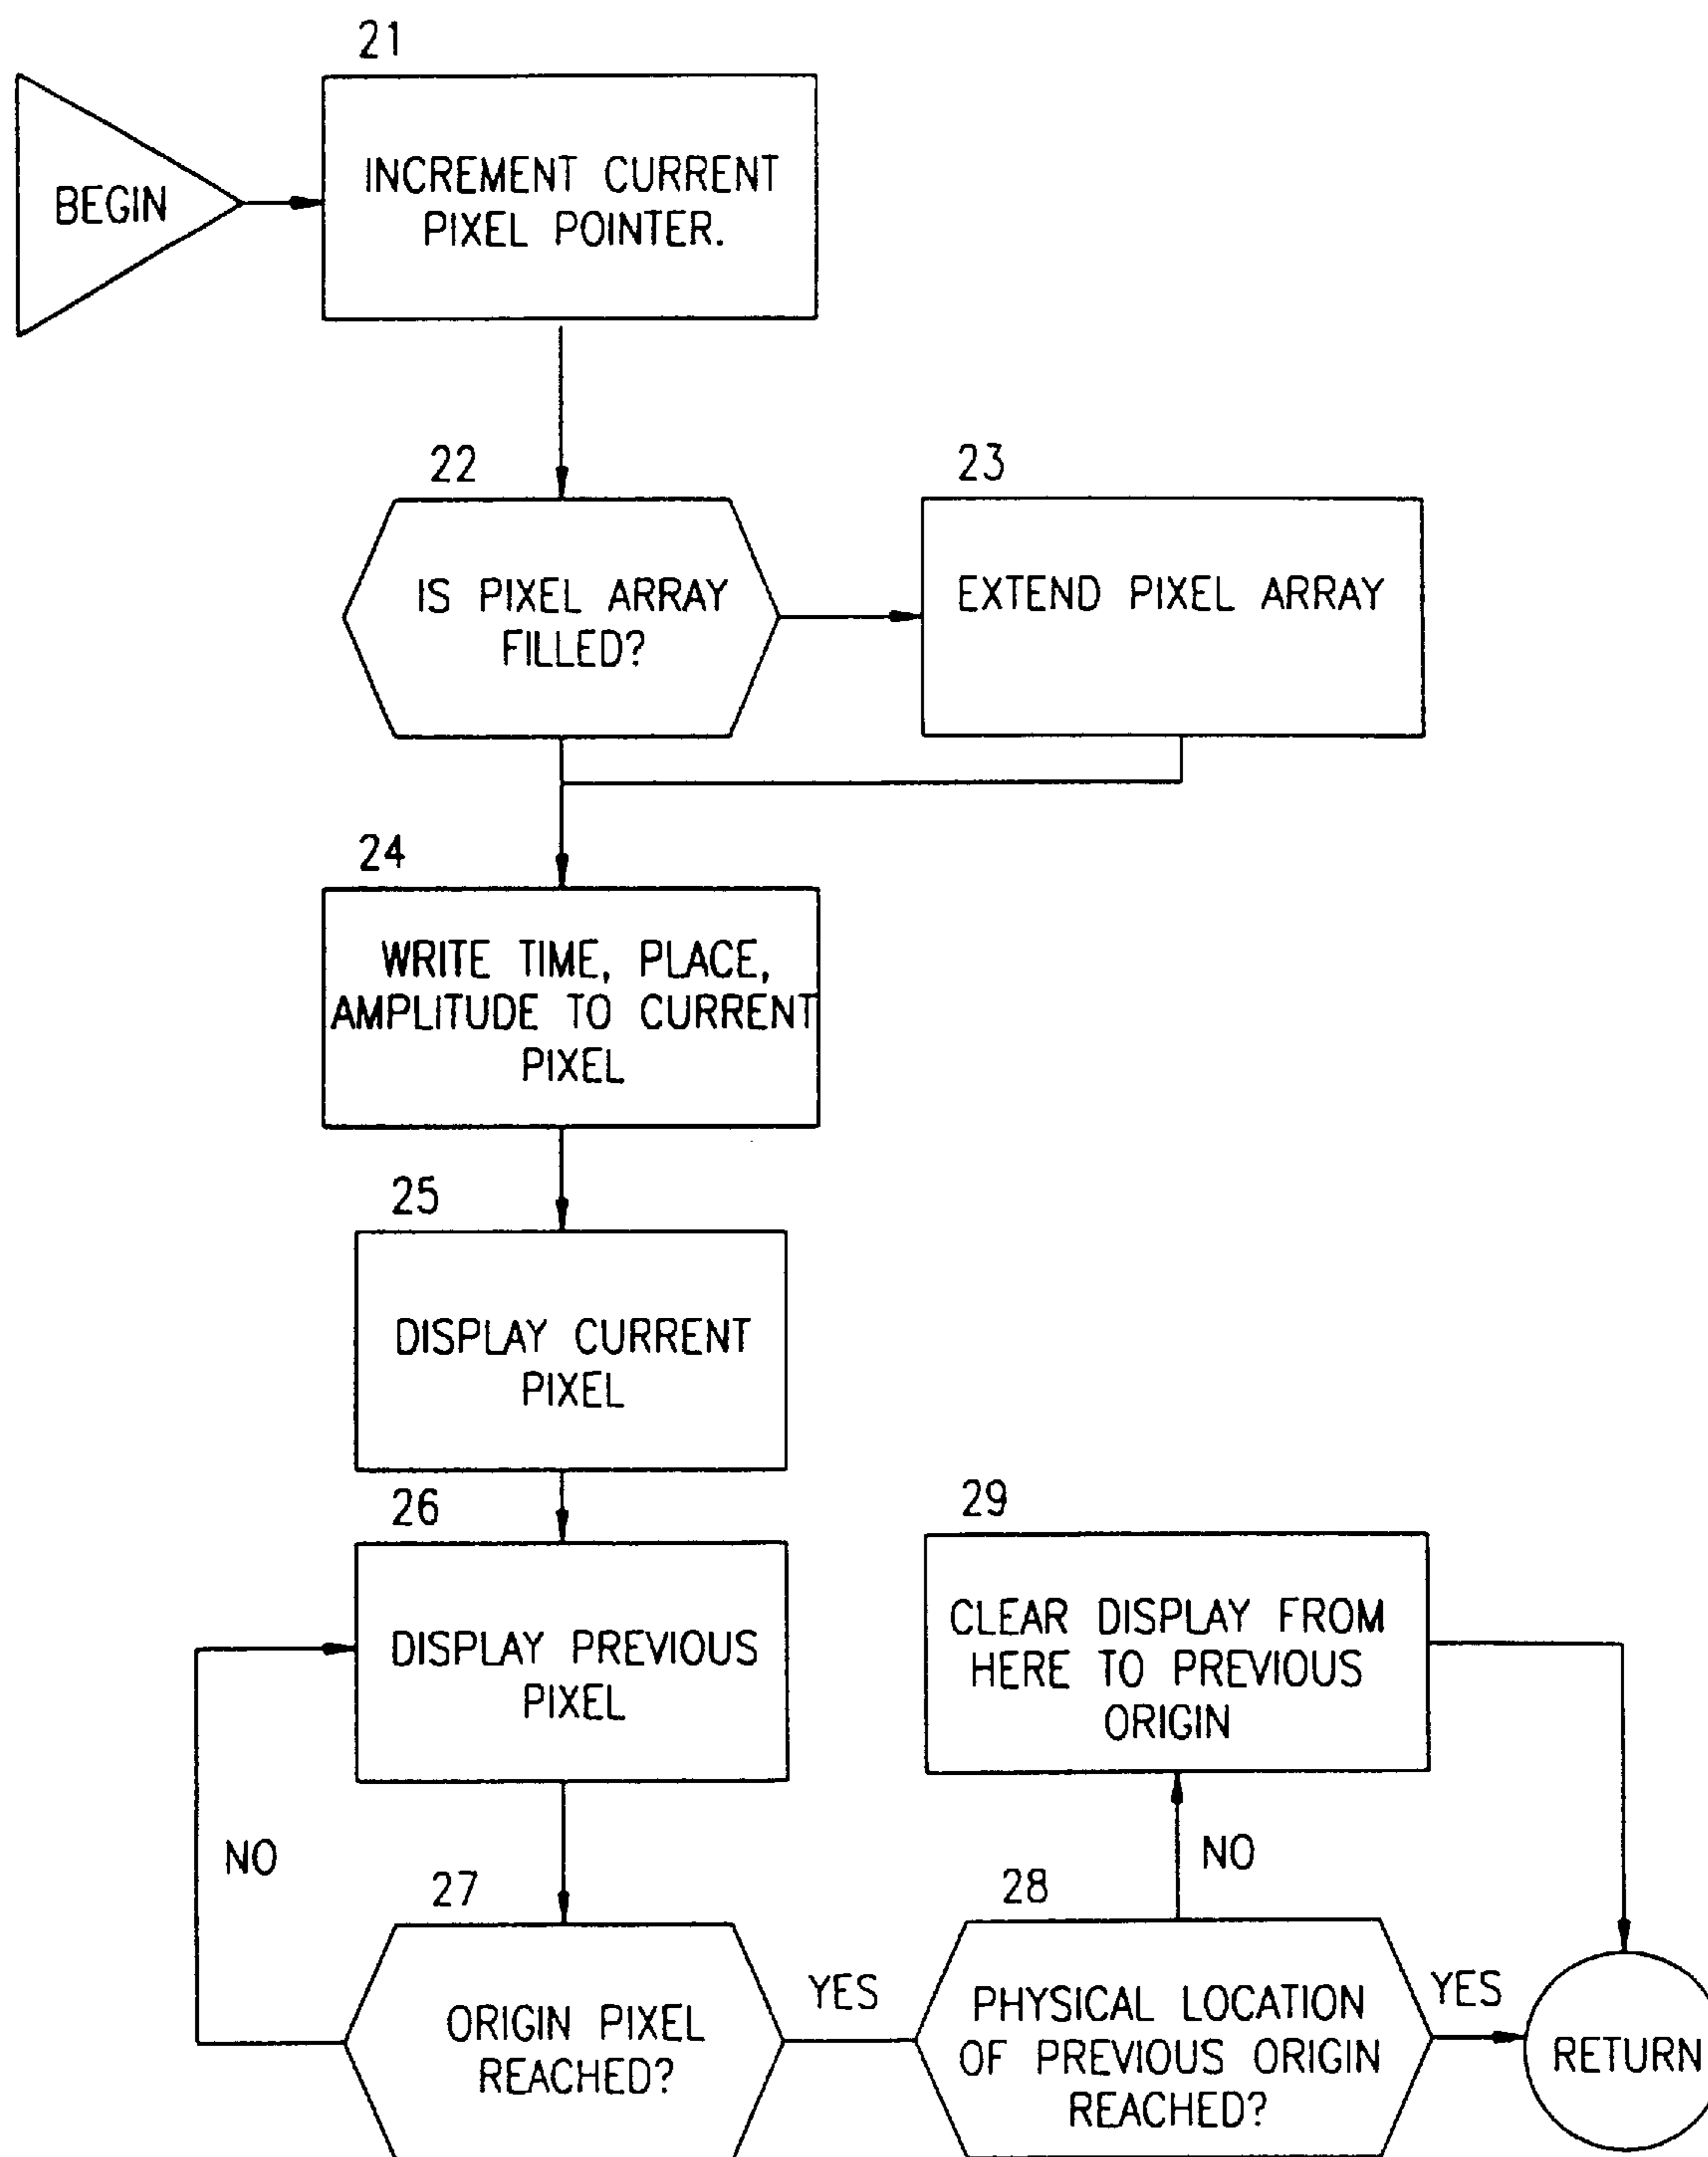 21
BEGIN
INCREMENT CURRENT
PIXEL POINTER.
22
IS PIXEL ARRAY
FILLED?
23
EXTEND PIXEL ARRAY
24
WRITE TIME, PLACE,
AMPLITUDE TO CURRENT
PIXEL
25
DISPLAY CURRENT
PIXEL
26
DISPLAY PREVIOUS
PIXEL
29
CLEAR DISPLAY FROM
HERE TO PREVIOUS
ORIGIN
NO
NO
27
ORIGIN PIXEL
REACHED?
YES
28
PHYSICAL LOCATION
OF PREVIOUS ORIGIN
REACHED?
YES
RETURN